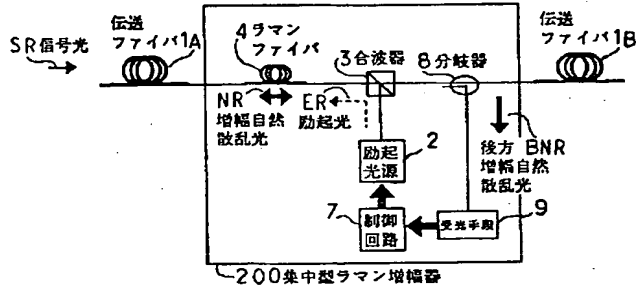 SR信号光
伝送
ファイバ1A
4ラマン
ファイバ
3合波器
8分岐器
伝送
ファイバ1B
NR
増幅自然
散乱光
ER
励起光
後方
増幅自然
散乱光
BNR
励起
光源
2
7
制御
回路
受光手段
9
200集中型ラマン増幅器